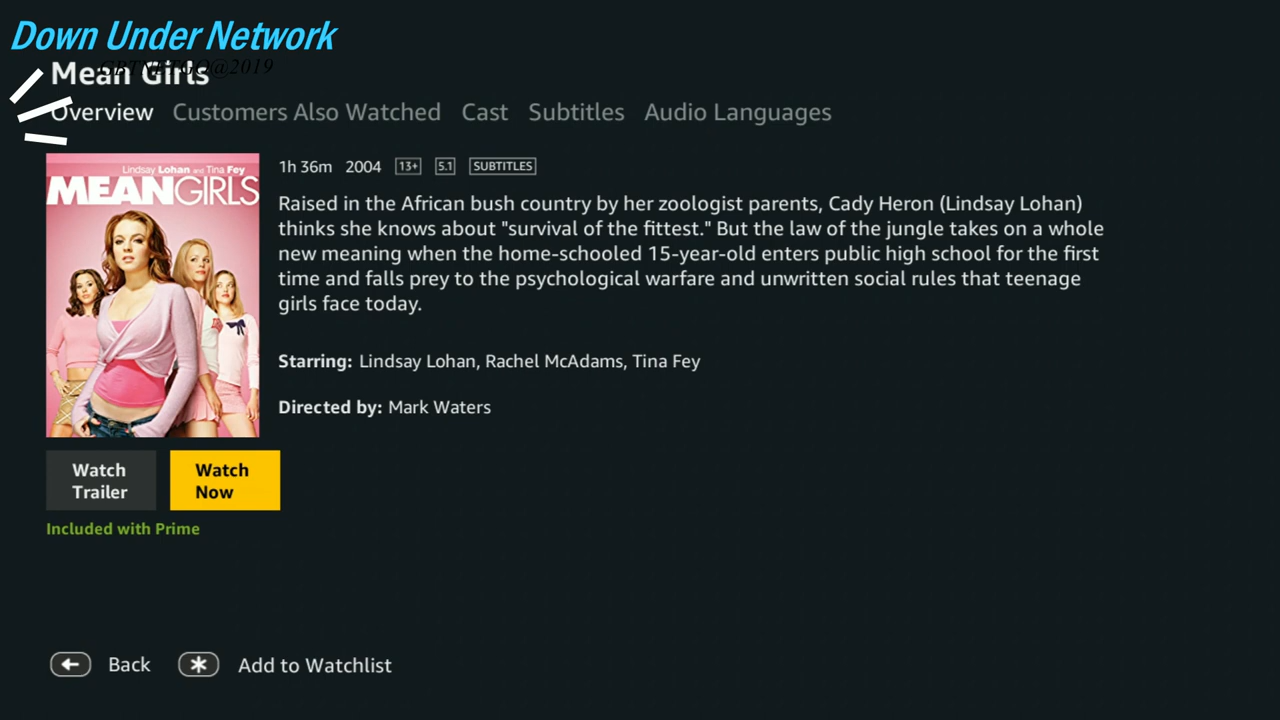 Down Under Network
Mean Girls
Overview Customers Also Watched Cast Subtitles Audio Languages
Lindsay Lohan and Tina Fey
MEAN GIRLS
1h 36m 2004 13+ 5.1 SUBTITLES
Raised in the African bush country by her zoologist parents, Cady Heron (Lindsay Lohan)
thinks she knows about "survival of the fittest." But the law of the jungle takes on a whole
new meaning when the home-schooled 15-year-old enters public high school for the first
time and falls prey to the psychological warfare and unwritten social rules that teenage
girls face today.
Starring: Lindsay Lohan, Rachel McAdams, Tina Fey
Directed by: Mark Waters
Watch
Trailer
Watch
Now
Included with Prime
Back Add to Watchlist